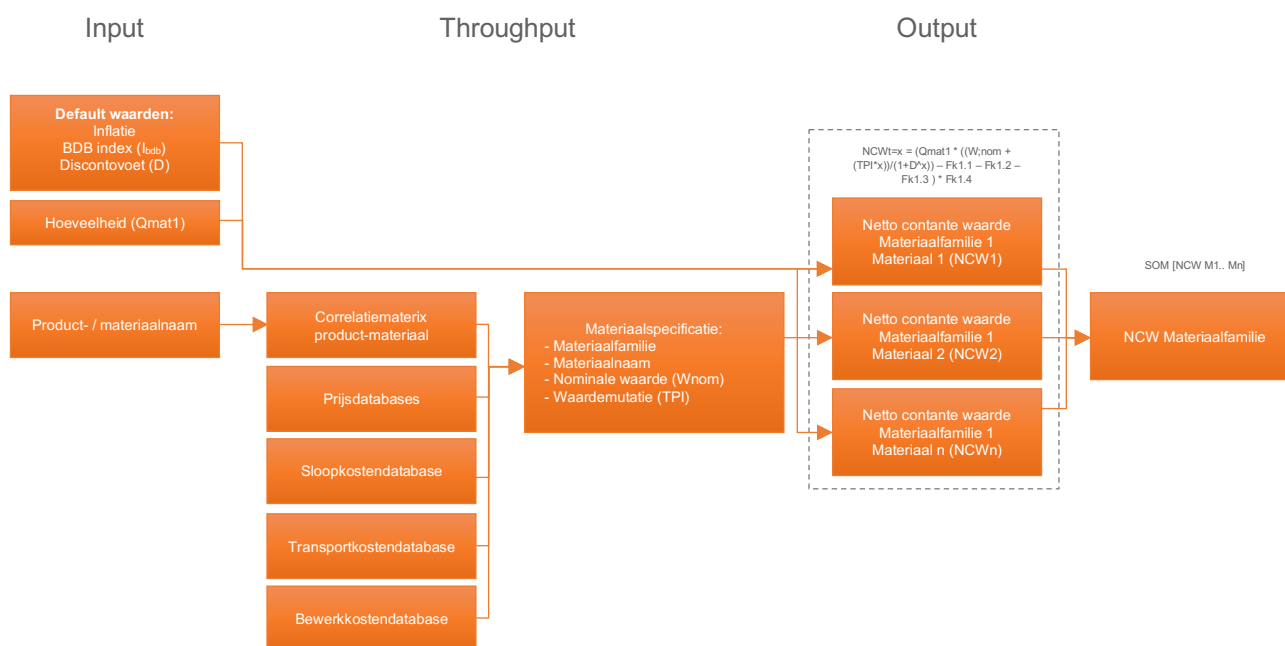 Input
Throughput
Output
Default waarden:
Inflatie
BDB index (Ibdb)
Discontovoet (D)
Hoeveelheid (Qmat1)
Product- / materiaalnaam
Correlatiematerix
product-materiaal
Prijsdatabases
Sloopkostendatabase
Transportkostendatabase
Bewerkkostendatabase
Materiaalspecificatie:
- Materiaalfamilie
- Materiaalnaam
- Nominale waarde (Wnom)
- Waardemutatie (TPI)
NCWt=x = (Qmat1 * ((W;nom +
(TPI*x))/(1+D^x)) – Fk1.1 – Fk1.2 –
Fk1.3 ) * Fk1.4
Netto contante waarde
Materiaalfamilie 1
Materiaal 1 (NCW1)
Netto contante waarde
Materiaalfamilie 1
Materiaal 2 (NCW2)
Netto contante waarde
Materiaalfamilie 1
Materiaal n (NCWn)
SOM [NCW M1.. Mn]
NCW Materiaalfamilie